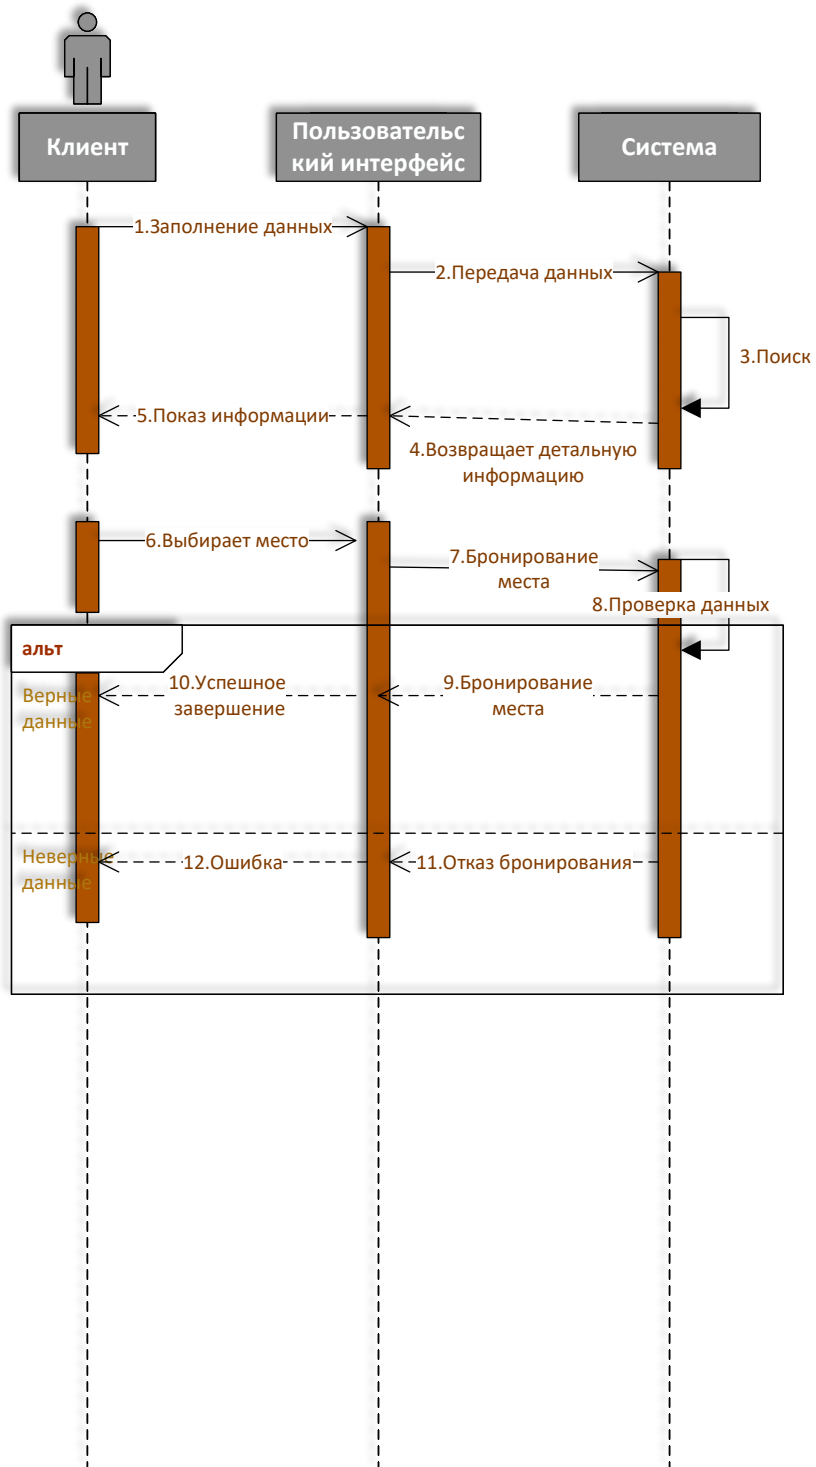 Клиент
Пользовательс
кий интерфейс
Система
1.Заполнение данных
2.Передача данных
3.Поиск
5.Показ информации
4.Возвращает детальную
информацию
6.Выбирает место
7.Бронирование
места
8.Проверка данных
альт
Верные
данные
10.Успешное
завершение
9.Бронирование
места
Неверные
данные
12.Ошибка
11.Отказ бронирования